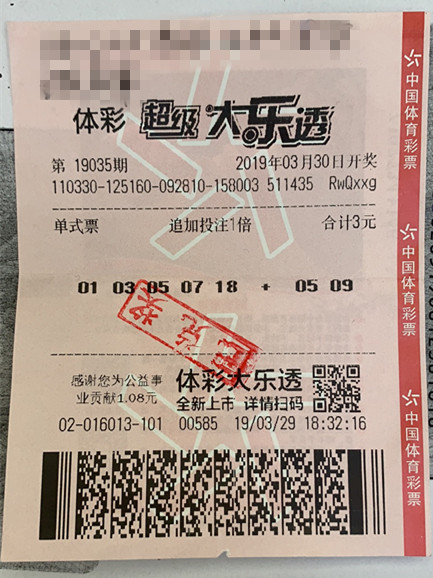 体彩 超级大乐透
第 19035期 2019年03月30日开奖
110330-125160-092810-158003 511435 RwQxxg
单式票 追加投注1倍 合计3元
01 03 05 07 18 + 05 09
已兑奖
感谢您为公益事
业贡献1.08元
体彩大乐透
全新上市 详情扫码
02-016013-101 00585 19/03/29 18:32:16
中国体育彩票
中国体育彩票
中国体育彩票